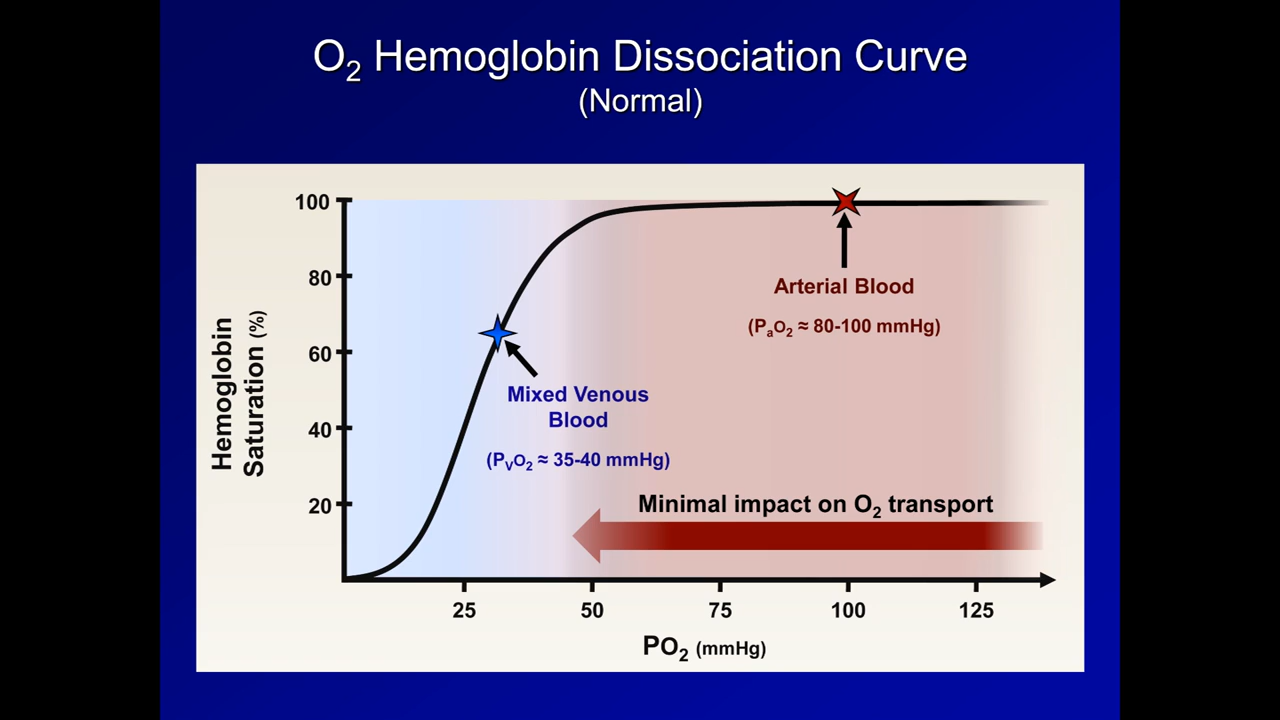 O₂ Hemoglobin Dissociation Curve
(Normal)
100
80
60
40
20
Hemoglobin
Saturation (%)
Arterial Blood
(PₐO₂ ≈ 80-100 mmHg)
Mixed Venous
Blood
(PᵥO₂ ≈ 35-40 mmHg)
Minimal impact on O₂ transport
25 50 75 100 125
PO₂ (mmHg)